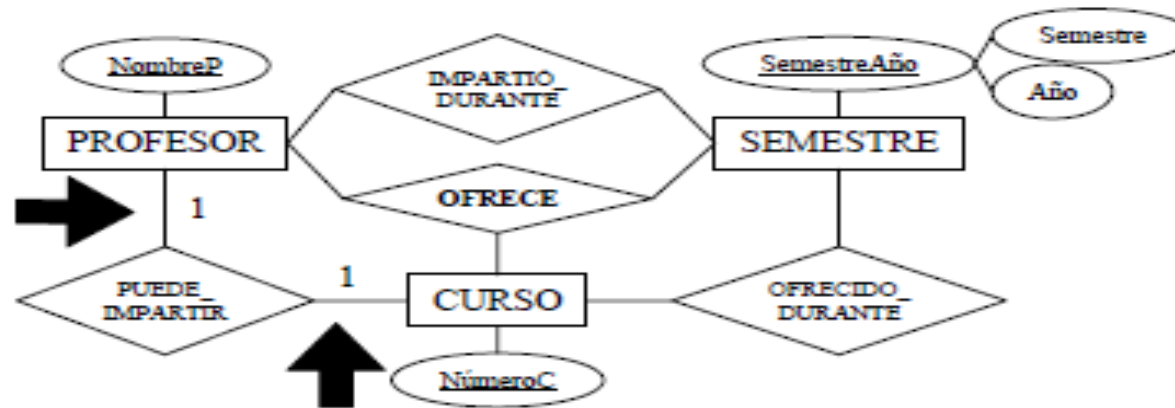 NombreP
IMPARTIÓ_
DURANTE
SemestreAño
Semestre
Año
PROFESOR
SEMESTRE
OFRECE
1
PUEDE_
IMPARTIR
1
CURSO
OFRECIDO_
DURANTE
NúmeroC